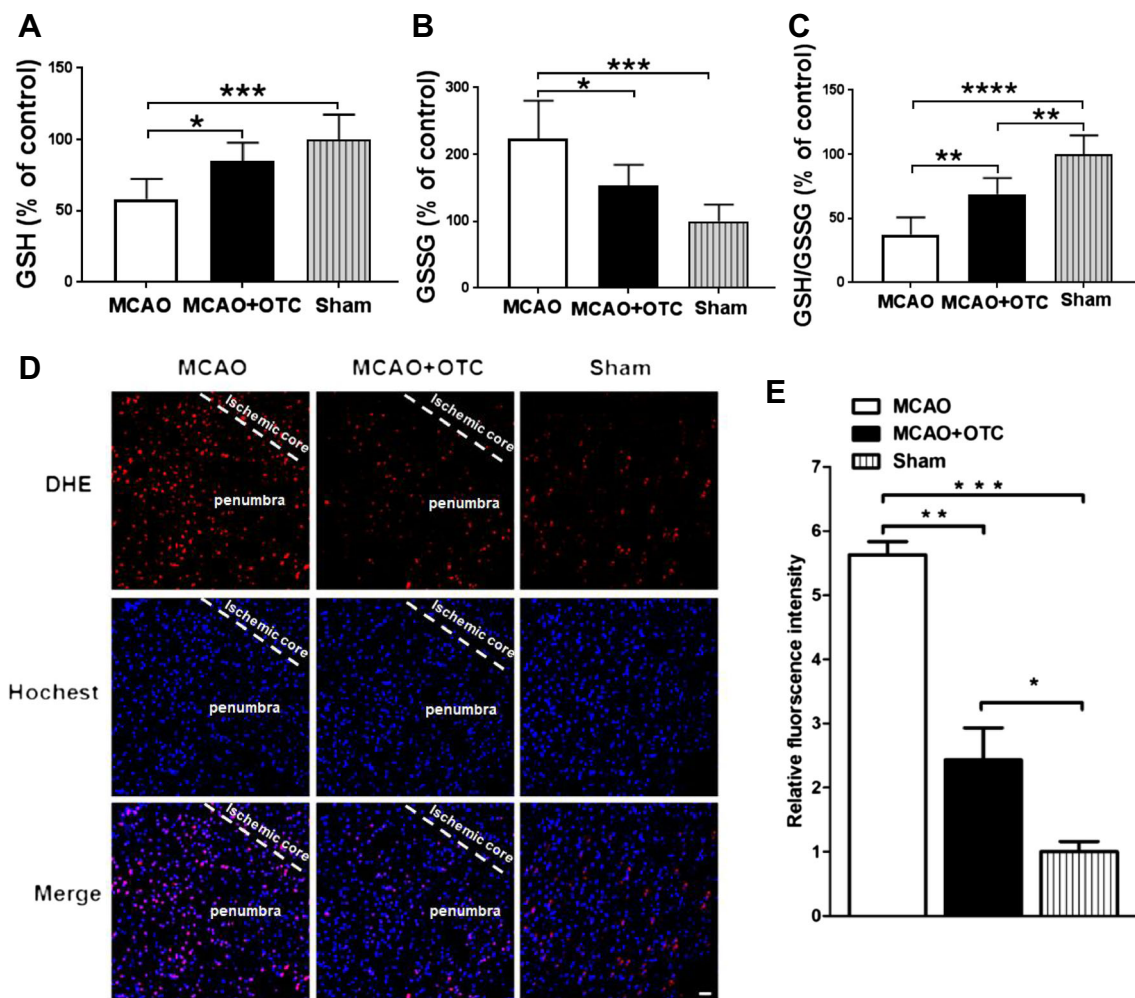 A
GSH (% of control)
150
100
50
0
***
*
MCAO
MCAO+OTC
Sham
B
GSSG (% of control)
300
200
100
0
***
*
MCAO
MCAO+OTC
Sham
C
GSH/GSSG (% of control)
150
100
50
0
****
**
**
MCAO
MCAO+OTC
Sham
D
MCAO
MCAO+OTC
Sham
DHE
Ischemic core
penumbra
Ischemic core
penumbra
Hochest
Ischemic core
penumbra
Ischemic core
penumbra
Merge
Ischemic core
penumbra
Ischemic core
penumbra
E
MCAO
MCAO+OTC
Sham
Relative fluorescence intensity
7
6
5
4
3
2
1
0
* * *
* *
*